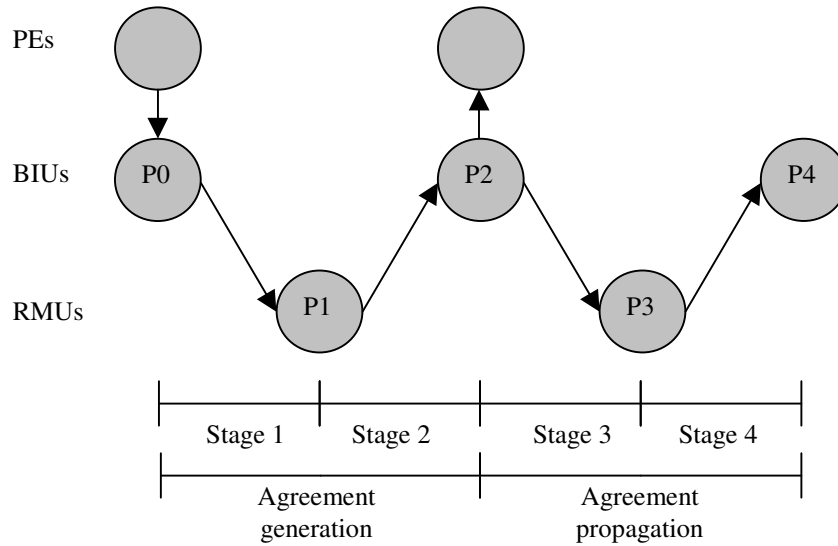 PEs
BIUs
P0
P2
P4
RMUs
P1
P3
Stage 1
Stage 2
Stage 3
Stage 4
Agreement
generation
Agreement
propagation